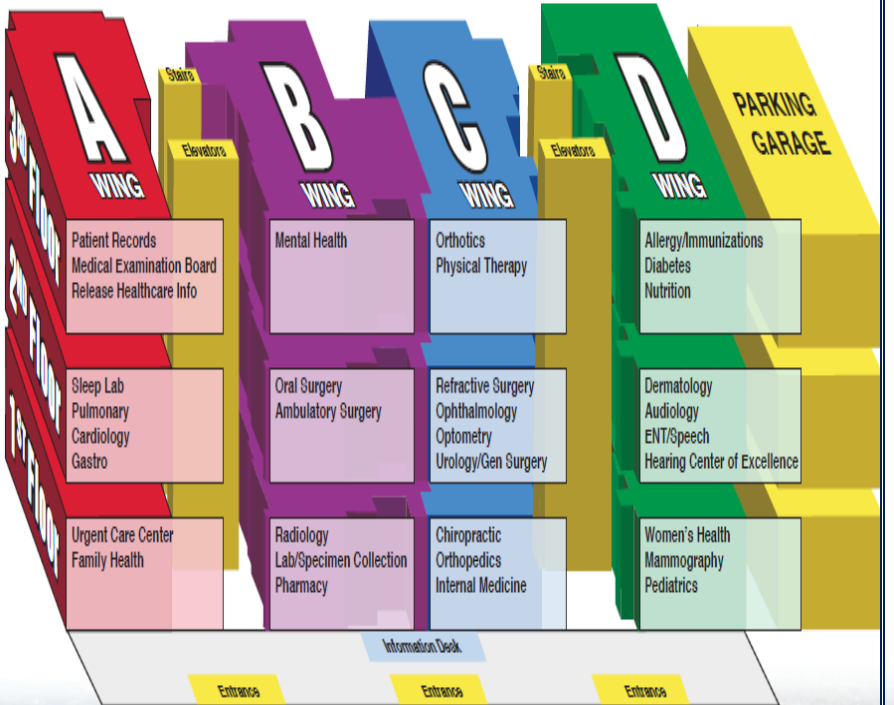 A
WING
B
WING
C
WING
D
WING
PARKING
GARAGE
Stairs
Elevators
Stairs
Elevators
3RD Floor
Patient Records
Medical Examination Board
Release Healthcare Info
Mental Health
Orthotics
Physical Therapy
Allergy/Immunizations
Diabetes
Nutrition
2ND Floor
Sleep Lab
Pulmonary
Cardiology
Gastro
Oral Surgery
Ambulatory Surgery
Refractive Surgery
Ophthalmology
Optometry
Urology/Gen Surgery
Dermatology
Audiology
ENT/Speech
Hearing Center of Excellence
1ST Floor
Urgent Care Center
Family Health
Radiology
Lab/Specimen Collection
Pharmacy
Chiropractic
Orthopedics
Internal Medicine
Women's Health
Mammography
Pediatrics
Information Desk
Entrance
Entrance
Entrance